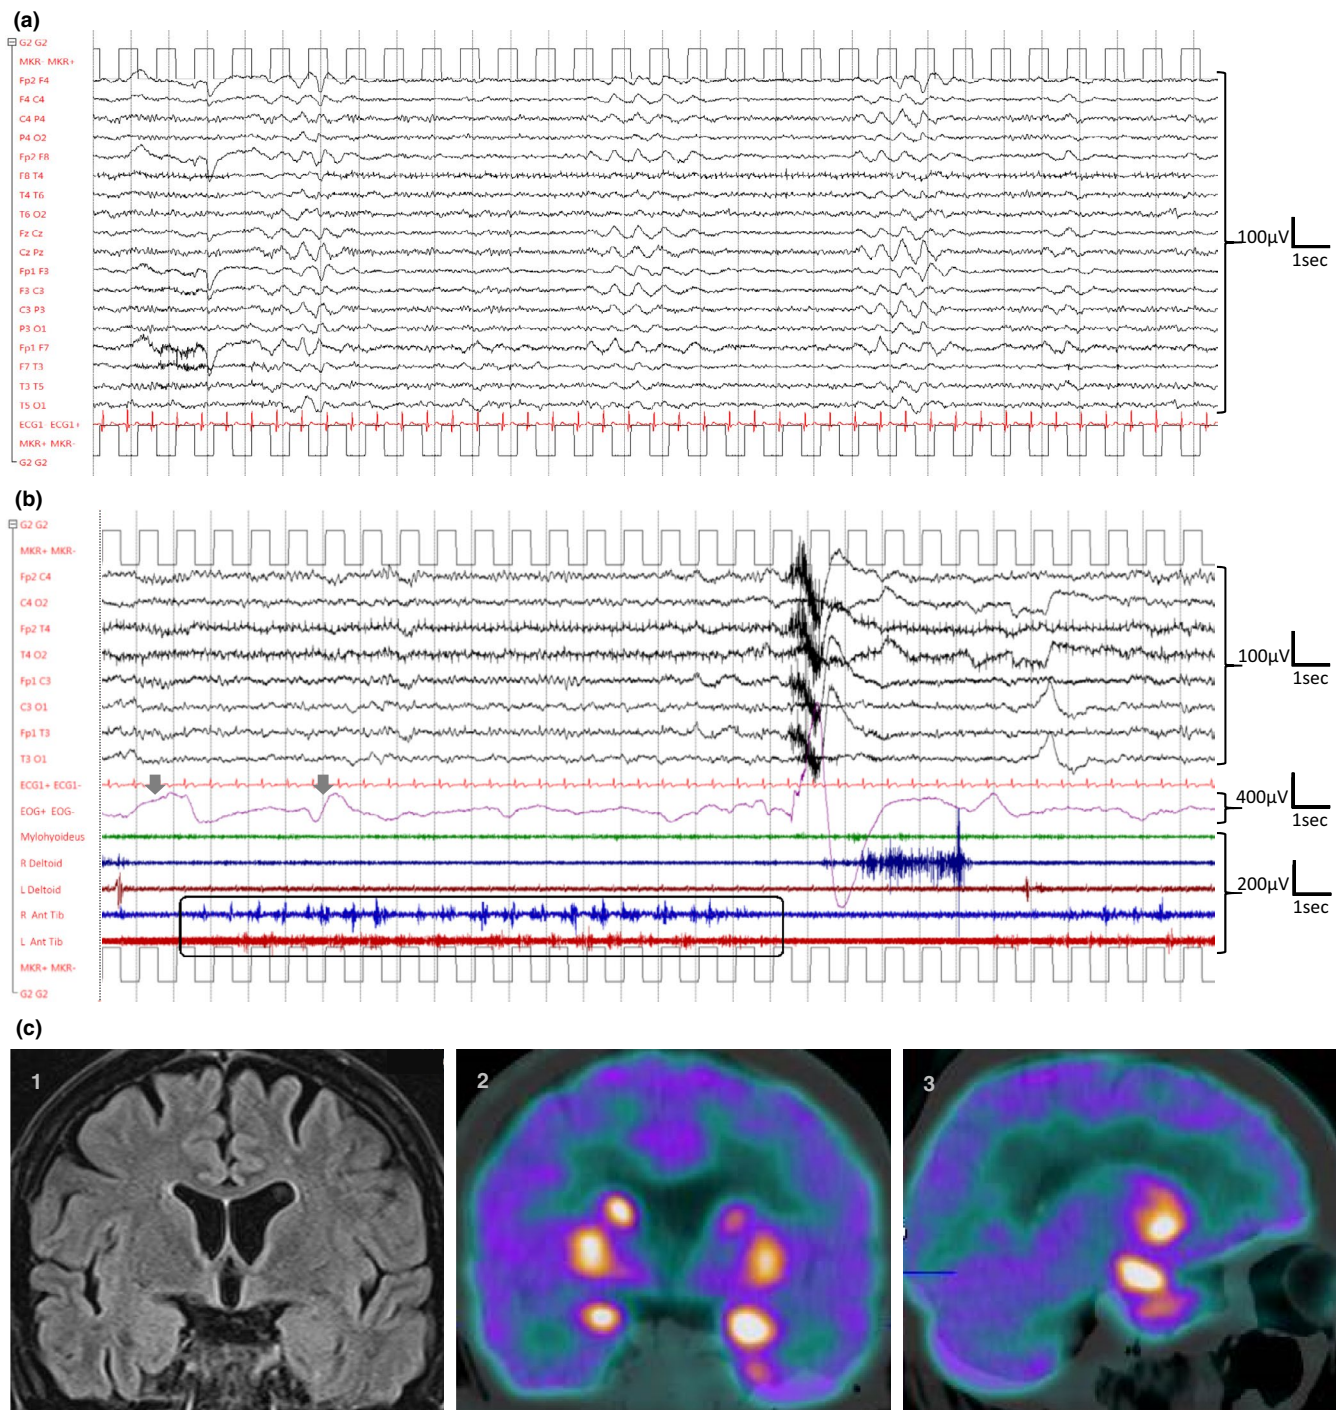 (a)
G2 G2
MKR- MKR+
Fp2 F4
F4 C4
C4 P4
P4 O2
Fp2 F8
F8 T4
T4 T6
T6 O2
Fz Cz
Cz Pz
Fp1 F3
F3 C3
C3 P3
P3 O1
Fp1 F7
F7 T3
T3 T5
T5 O1
ECG1- ECG1+
MKR+ MKR-
G2 G2
100μV
1sec
(b)
G2 G2
MKR+ MKR-
Fp2 C4
C4 O2
Fp2 T4
T4 O2
Fp1 C3
C3 O1
Fp1 T3
T3 O1
ECG1+ ECG1-
EOG+ EOG-
Mylohyoideus
R Deltoid
L Deltoid
R Ant Tib
L Ant Tib
MKR+ MKR-
G2 G2
100μV
1sec
400μV
1sec
200μV
1sec
(c)
1
2
3